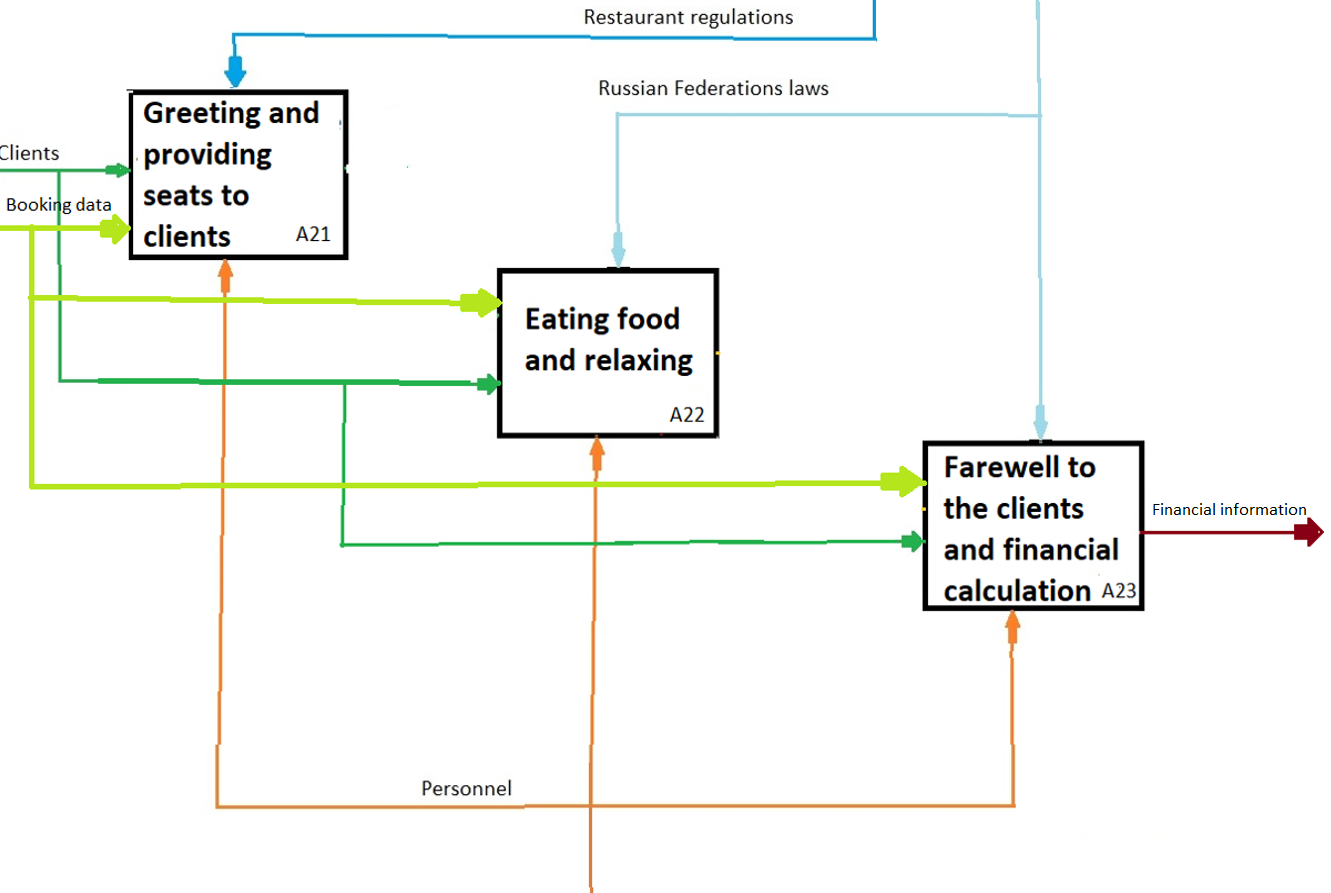 Restaurant regulations
Russian Federations laws
Greeting and
providing
seats to
clients
A21
Clients
Booking data
Eating food
and relaxing
A22
Farewell to
the clients
and financial
calculation
A23
Financial information
Personnel